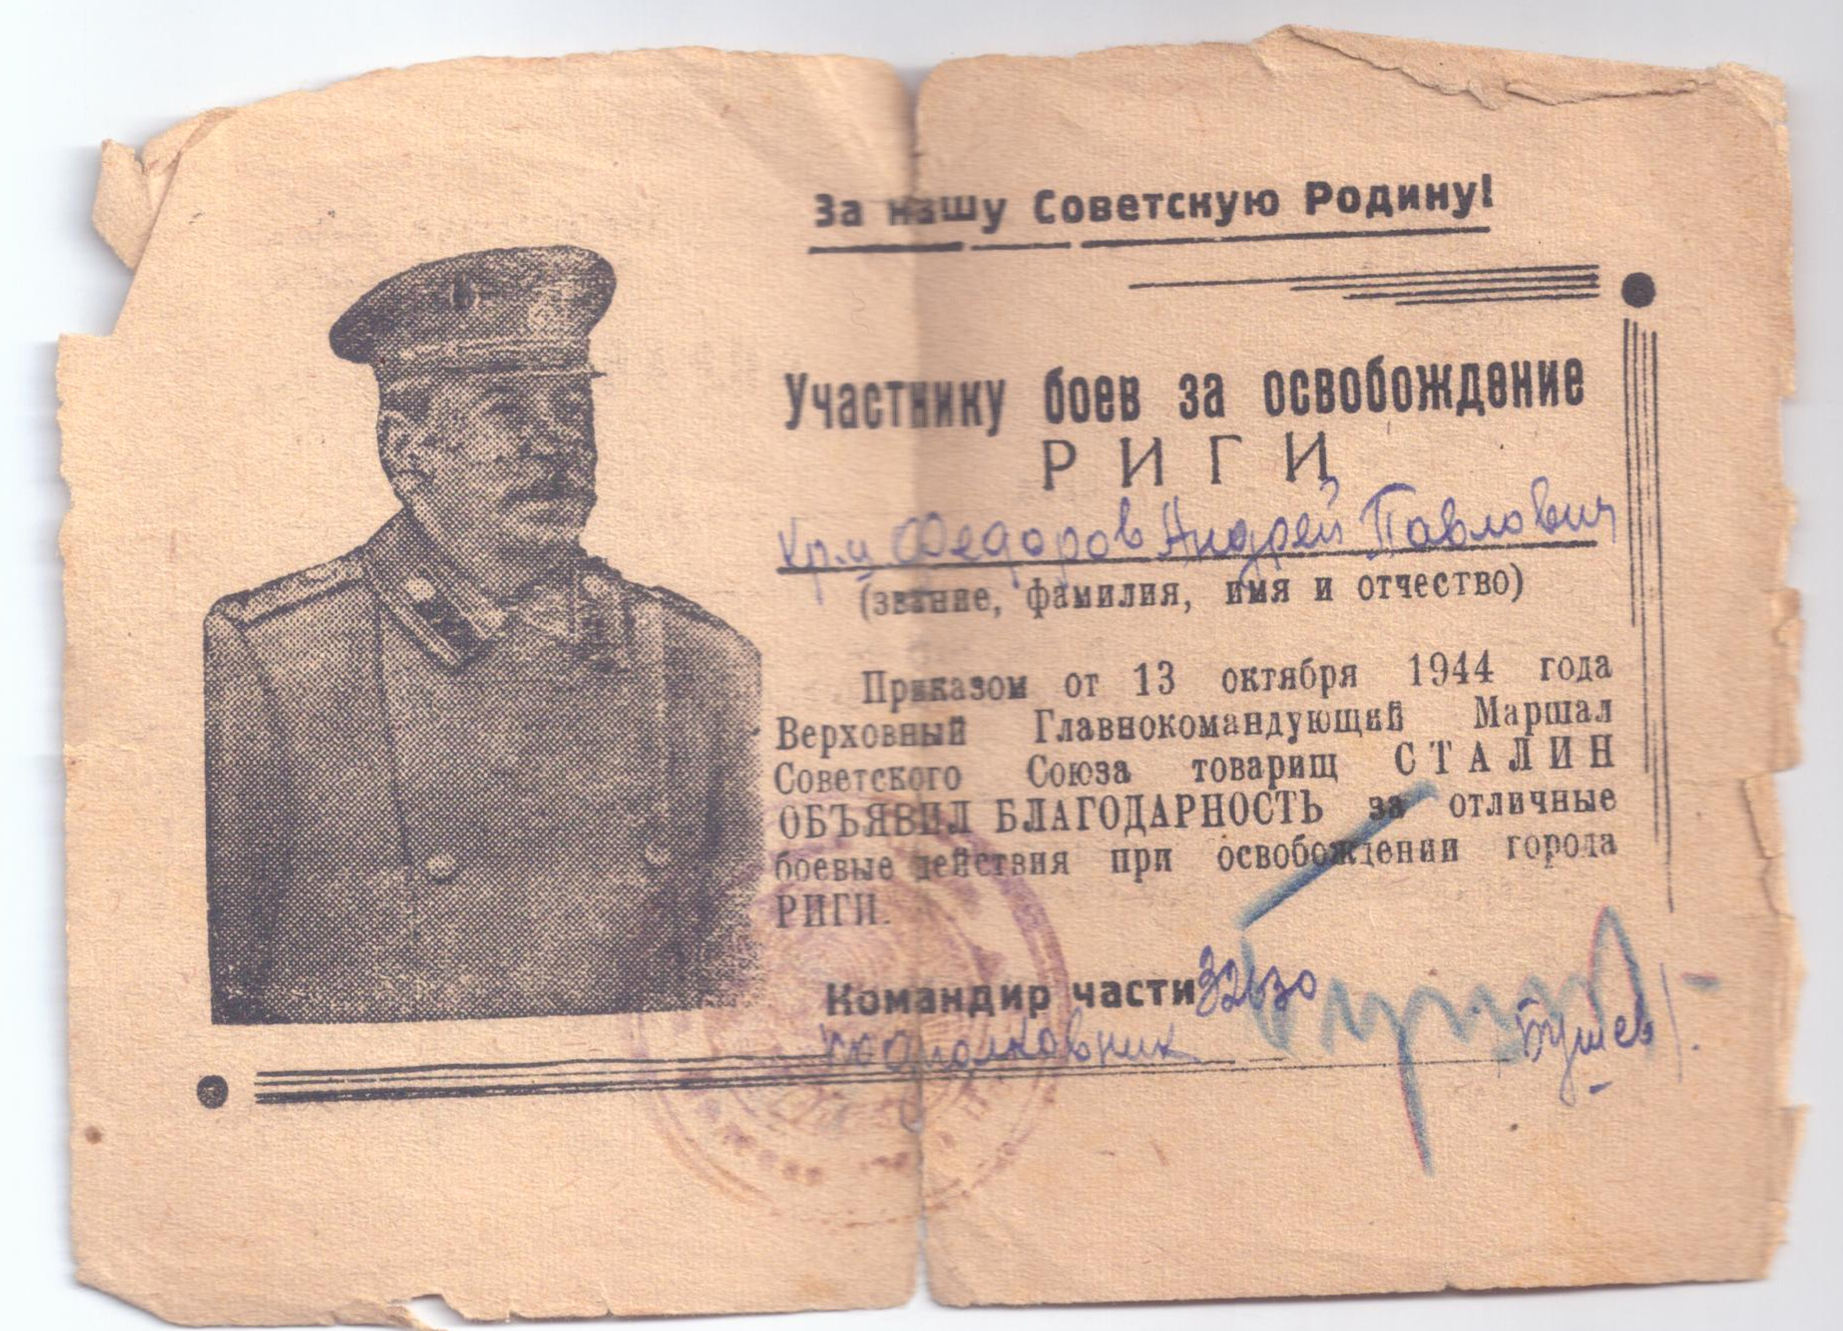 За нашу Советскую Родину!
Участнику боев за освобождение
РИГИ
Кр-ц Федоров Андрей Павлович
(звание, фамилия, имя и отчество)
Приказом от 13 октября 1944 года
Верховный Главнокомандующий Маршал
Советского Союза товарищ СТАЛИН
ОБЪЯВИЛ БЛАГОДАРНОСТЬ за отличные
боевые действия при освобождении города
РИГИ.
Командир части